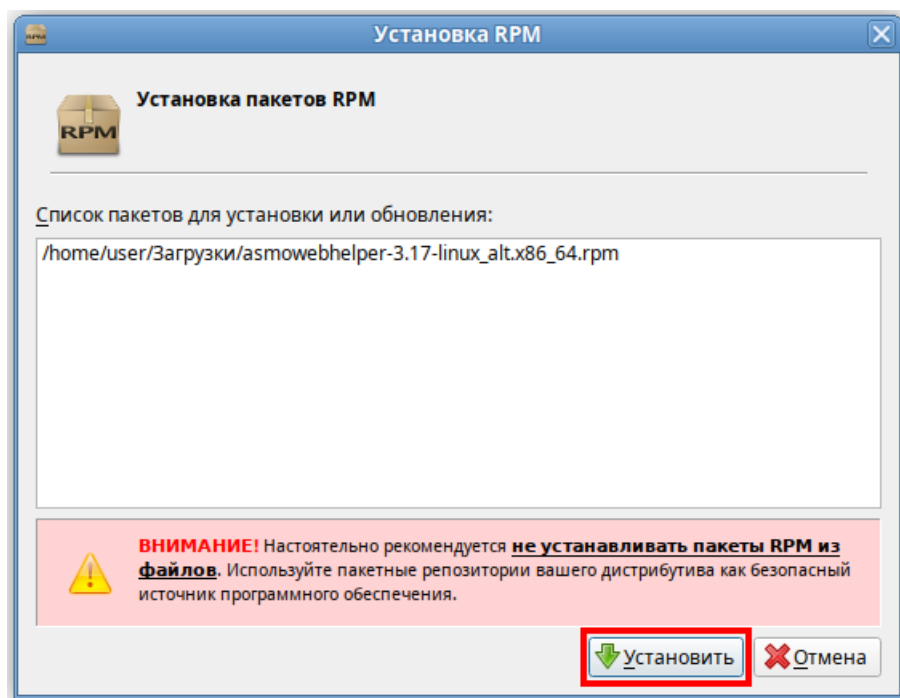 Установка RPM
Установка пакетов RPM
RPM
Список пакетов для установки или обновления:
/home/user/Загрузки/asmowebhelper-3.17-linux_alt.x86_64.rpm
ВНИМАНИЕ! Настоятельно рекомендуется не устанавливать пакеты RPM из
файлов. Используйте пакетные репозитории вашего дистрибутива как безопасный
источник программного обеспечения.
Установить
Отмена